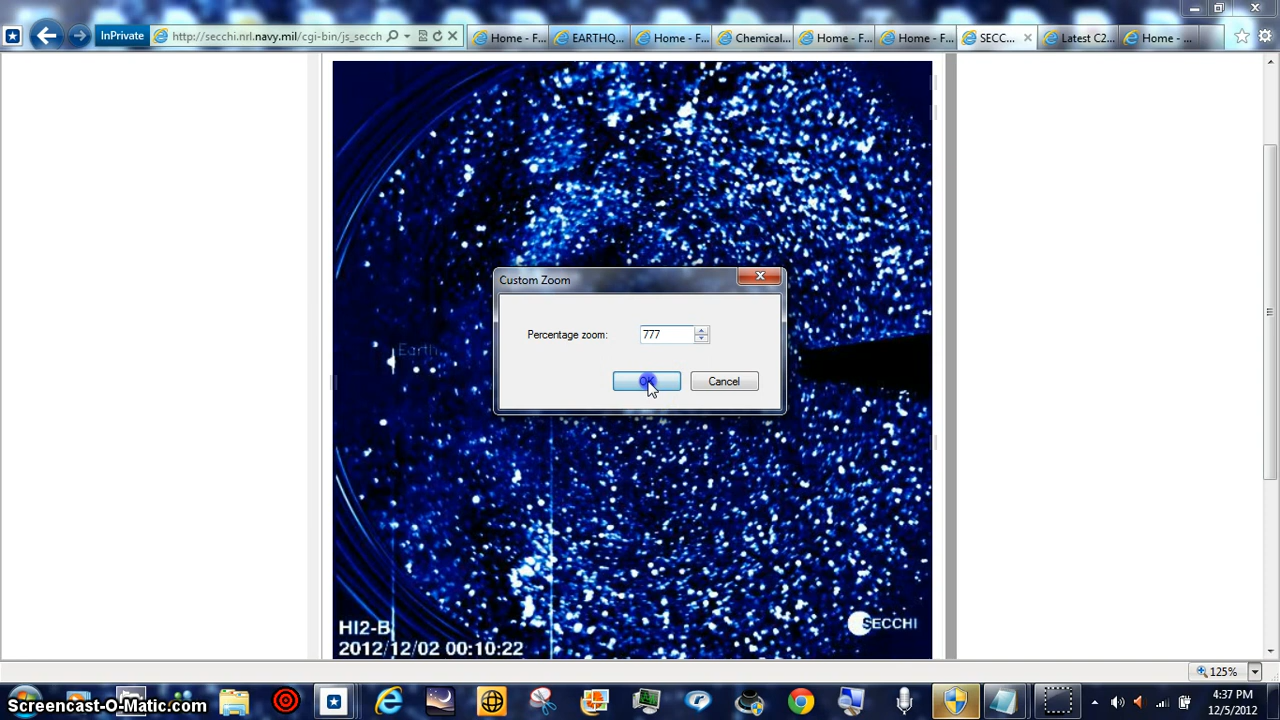 InPrivate
http://secchi.nrl.navy.mil/cgi-bin/js_secch
Home - F...
EARTHQ...
Home - F...
Chemical...
Home - F...
Home - F...
SECC...
Latest C2...
Home - ...
Custom Zoom
Percentage zoom:
777
OK
Cancel
Earth
HI2-B
SECCHI
2012/12/02 00:10:22
125%
Screencast-O-Matic.com
4:37 PM
12/5/2012